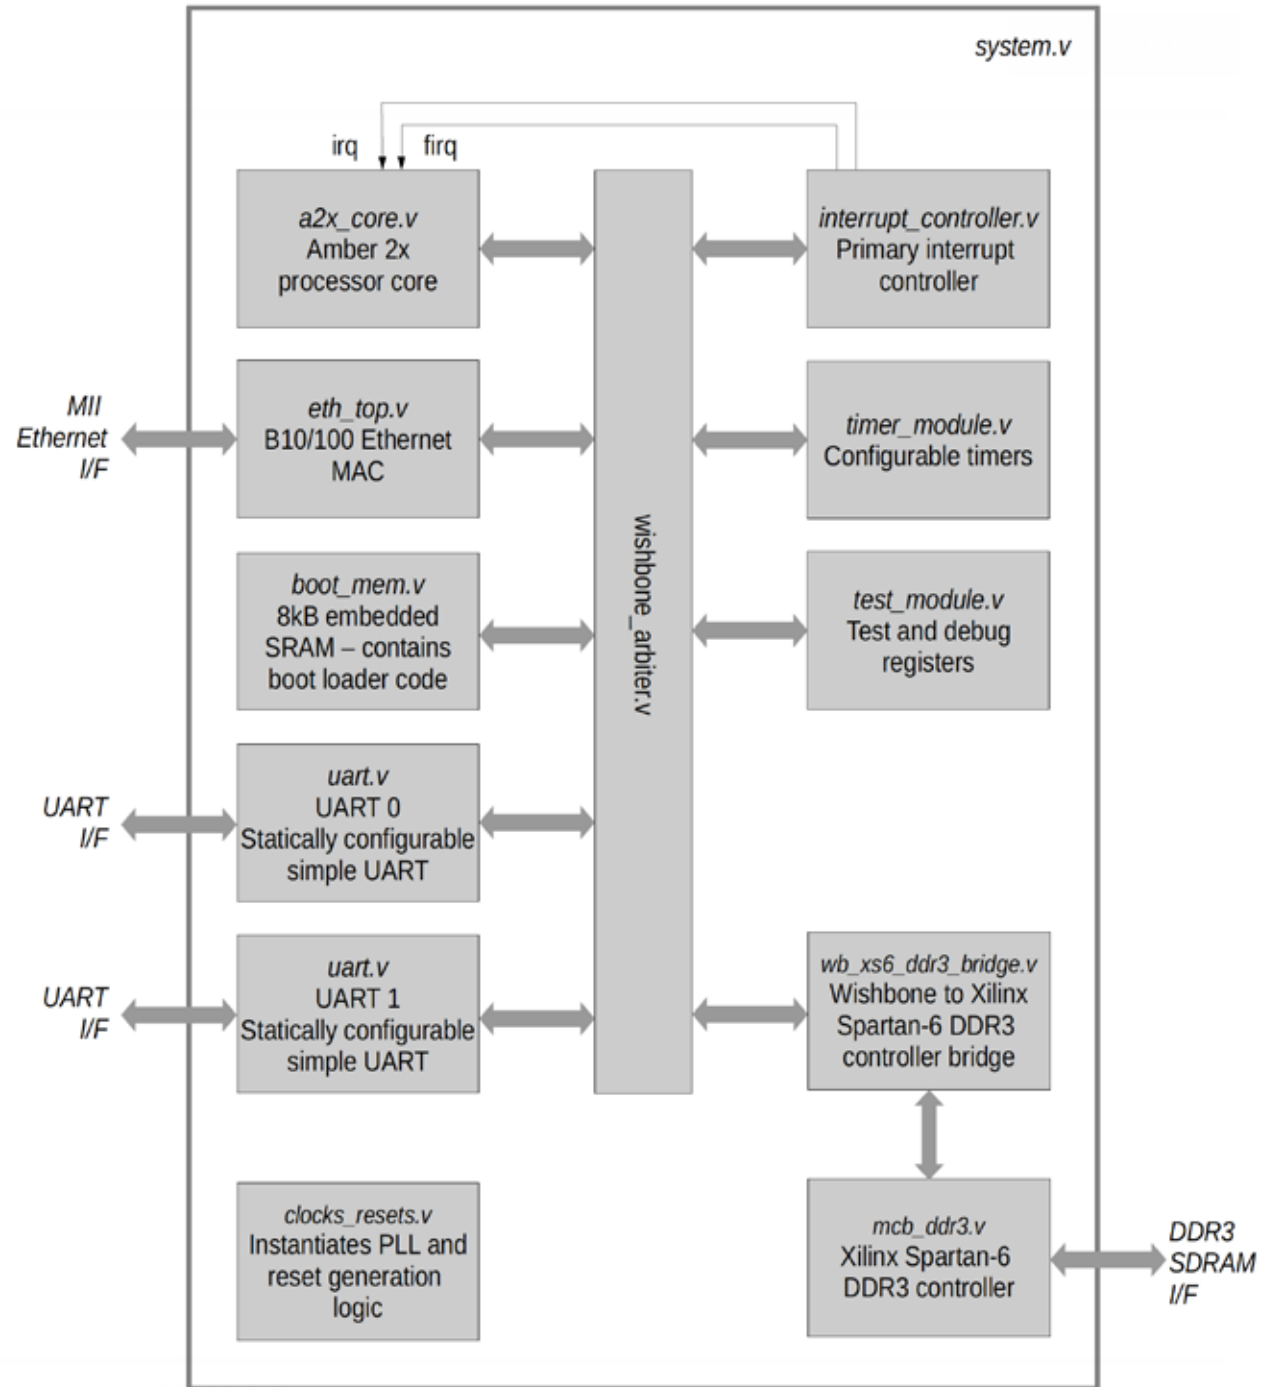 system.v
irq
firq
a2x_core.v
Amber 2x
processor core
interrupt_controller.v
Primary interrupt
controller
MII
Ethernet
I/F
eth_top.v
B10/100 Ethernet
MAC
timer_module.v
Configurable timers
wishbone_arbiter.v
boot_mem.v
8kB embedded
SRAM – contains
boot loader code
test_module.v
Test and debug
registers
UART
I/F
uart.v
UART 0
Statically configurable
simple UART
UART
I/F
uart.v
UART 1
Statically configurable
simple UART
wb_xs6_ddr3_bridge.v
Wishbone to Xilinx
Spartan-6 DDR3
controller bridge
clocks_resets.v
Instantiates PLL and
reset generation
logic
mcb_ddr3.v
Xilinx Spartan-6
DDR3 controller
DDR3
SDRAM
I/F